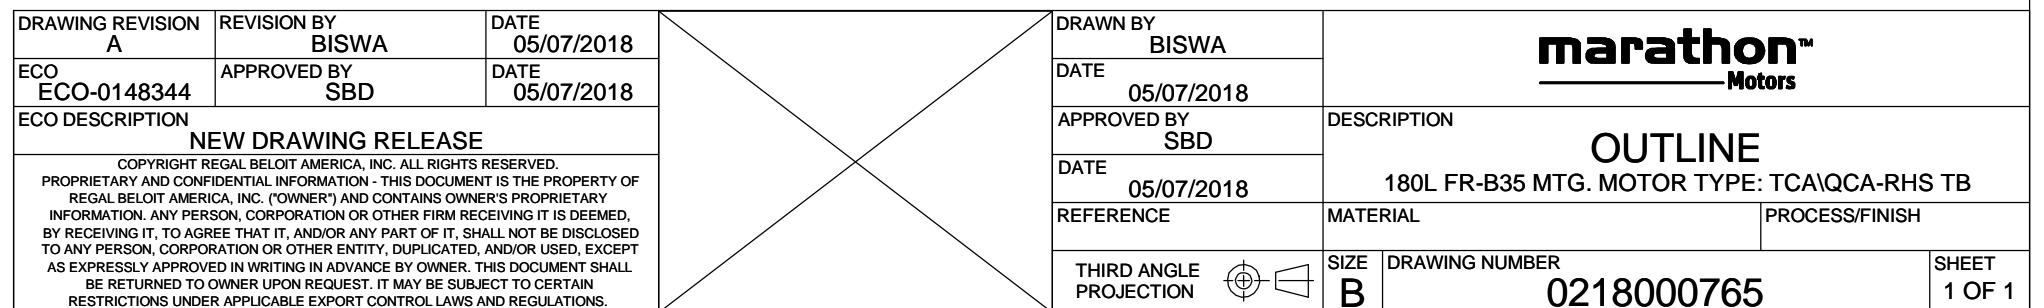 DRAWING REVISION
A
REVISION BY
BISWA
DATE
05/07/2018
ECO
ECO-0148344
APPROVED BY
SBD
DATE
05/07/2018
ECO DESCRIPTION
NEW DRAWING RELEASE
COPYRIGHT REGAL BELOIT AMERICA, INC. ALL RIGHTS RESERVED.
PROPRIETARY AND CONFIDENTIAL INFORMATION - THIS DOCUMENT IS THE PROPERTY OF
REGAL BELOIT AMERICA, INC. ("OWNER") AND CONTAINS OWNER'S PROPRIETARY
INFORMATION. ANY PERSON, CORPORATION OR OTHER FIRM RECEIVING IT IS DEEMED,
BY RECEIVING IT, TO AGREE THAT IT, AND/OR ANY PART OF IT, SHALL NOT BE DISCLOSED
TO ANY PERSON, CORPORATION OR OTHER ENTITY, DUPLICATED, AND/OR USED, EXCEPT
AS EXPRESSLY APPROVED IN WRITING IN ADVANCE BY OWNER. THIS DOCUMENT SHALL
BE RETURNED TO OWNER UPON REQUEST. IT MAY BE SUBJECT TO CERTAIN
RESTRICTIONS UNDER APPLICABLE EXPORT CONTROL LAWS AND REGULATIONS.
DRAWN BY
BISWA
DATE
05/07/2018
APPROVED BY
SBD
DATE
05/07/2018
REFERENCE
THIRD ANGLE
PROJECTION
marathon™
Motors
DESCRIPTION
OUTLINE
180L FR-B35 MTG. MOTOR TYPE: TCA\QCA-RHS TB
MATERIAL
PROCESS/FINISH
SIZE
B
DRAWING NUMBER
0218000765
SHEET
1 OF 1